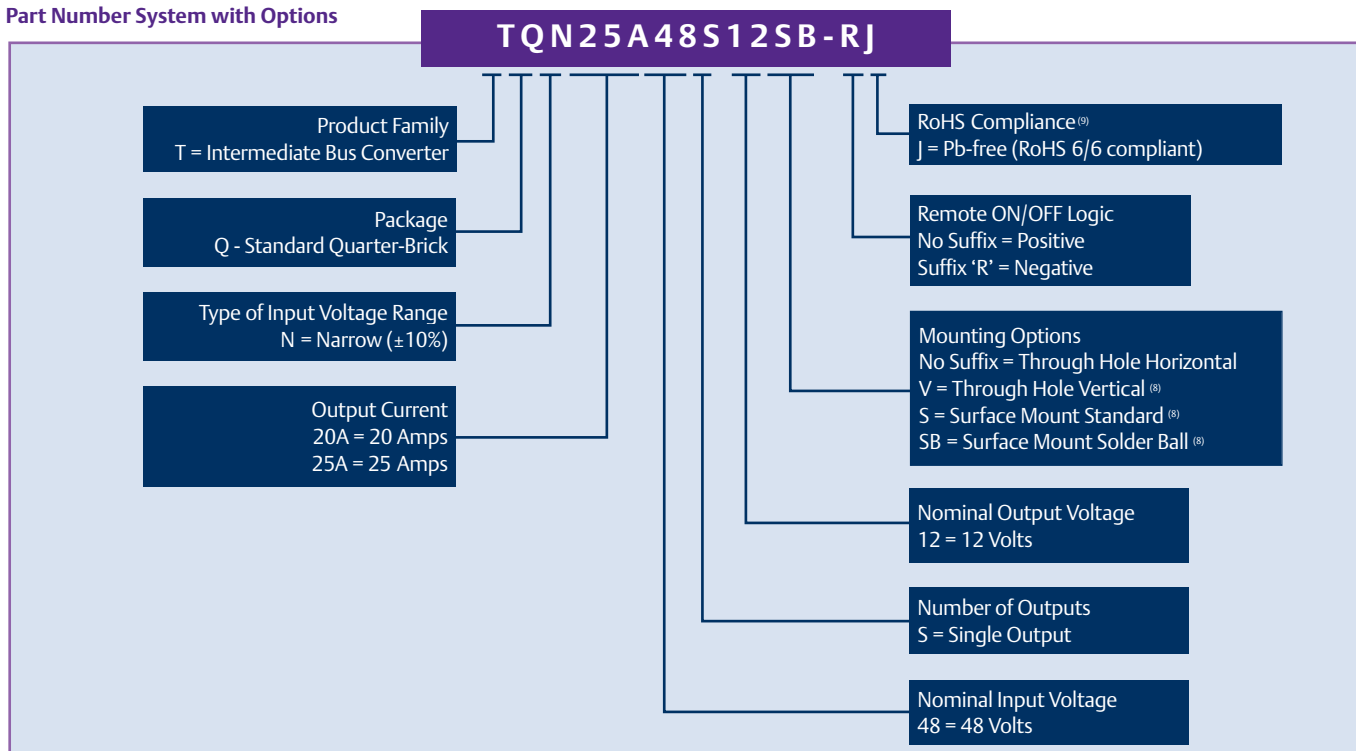 Part Number System with Options
TQN25A48S12SB-RJ
Product Family
T = Intermediate Bus Converter
Package
Q - Standard Quarter-Brick
Type of Input Voltage Range
N = Narrow (±10%)
Output Current
20A = 20 Amps
25A = 25 Amps
RoHS Compliance (9)
J = Pb-free (RoHS 6/6 compliant)
Remote ON/OFF Logic
No Suffix = Positive
Suffix ‘R’ = Negative
Mounting Options
No Suffix = Through Hole Horizontal
V = Through Hole Vertical (8)
S = Surface Mount Standard (8)
SB = Surface Mount Solder Ball (8)
Nominal Output Voltage
12 = 12 Volts
Number of Outputs
S = Single Output
Nominal Input Voltage
48 = 48 Volts